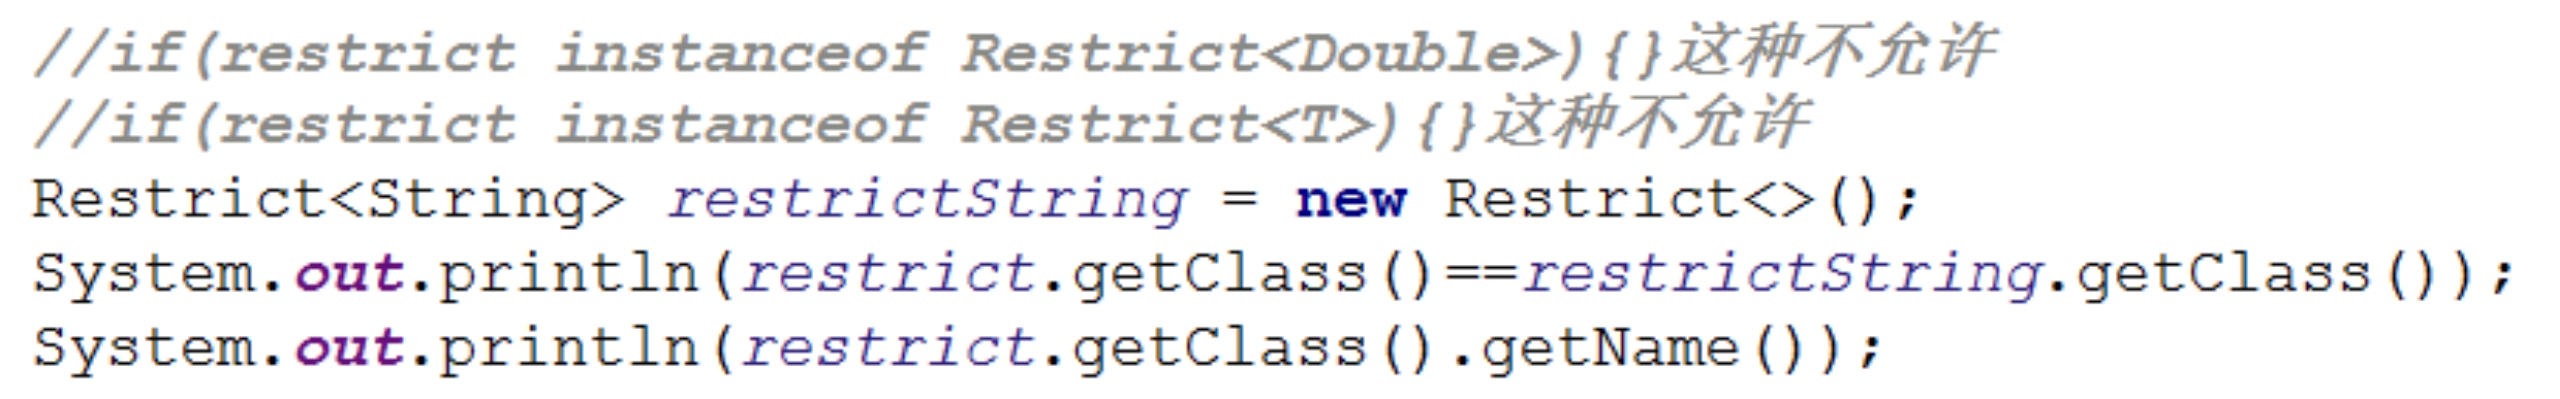 //if(restrict instanceof Restrict<Double>){}这种不允许
//if(restrict instanceof Restrict<T>){}这种不允许
Restrict<String> restrictString = new Restrict<>();
System.out.println(restrict.getClass()==restrictString.getClass());
System.out.println(restrict.getClass().getName());